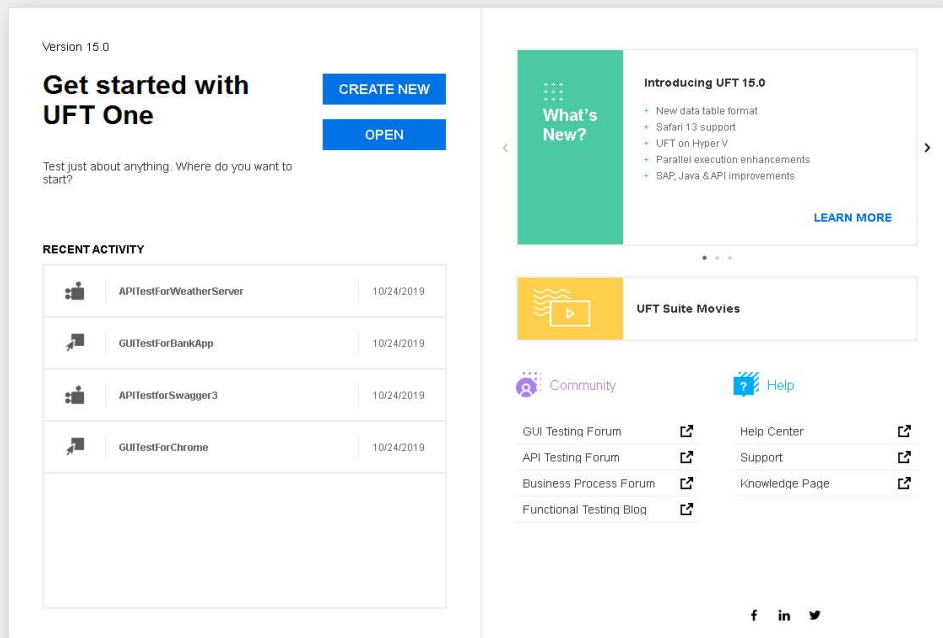 Version 15.0
Get started with
UFT One
CREATE NEW
OPEN
Test just about anything. Where do you want to
start?
RECENT ACTIVITY
APITestForWeatherServer 10/24/2019
GUITestForBankApp 10/24/2019
APITestforSwagger3 10/24/2019
GUITestForChrome 10/24/2019
What's
New?
Introducing UFT 15.0
+ New data table format
+ Safari 13 support
+ UFT on Hyper V
+ Parallel execution enhancements
+ SAP, Java & API improvements
LEARN MORE
UFT Suite Movies
Community
GUI Testing Forum
API Testing Forum
Business Process Forum
Functional Testing Blog
? Help
Help Center
Support
Knowledge Page
f in